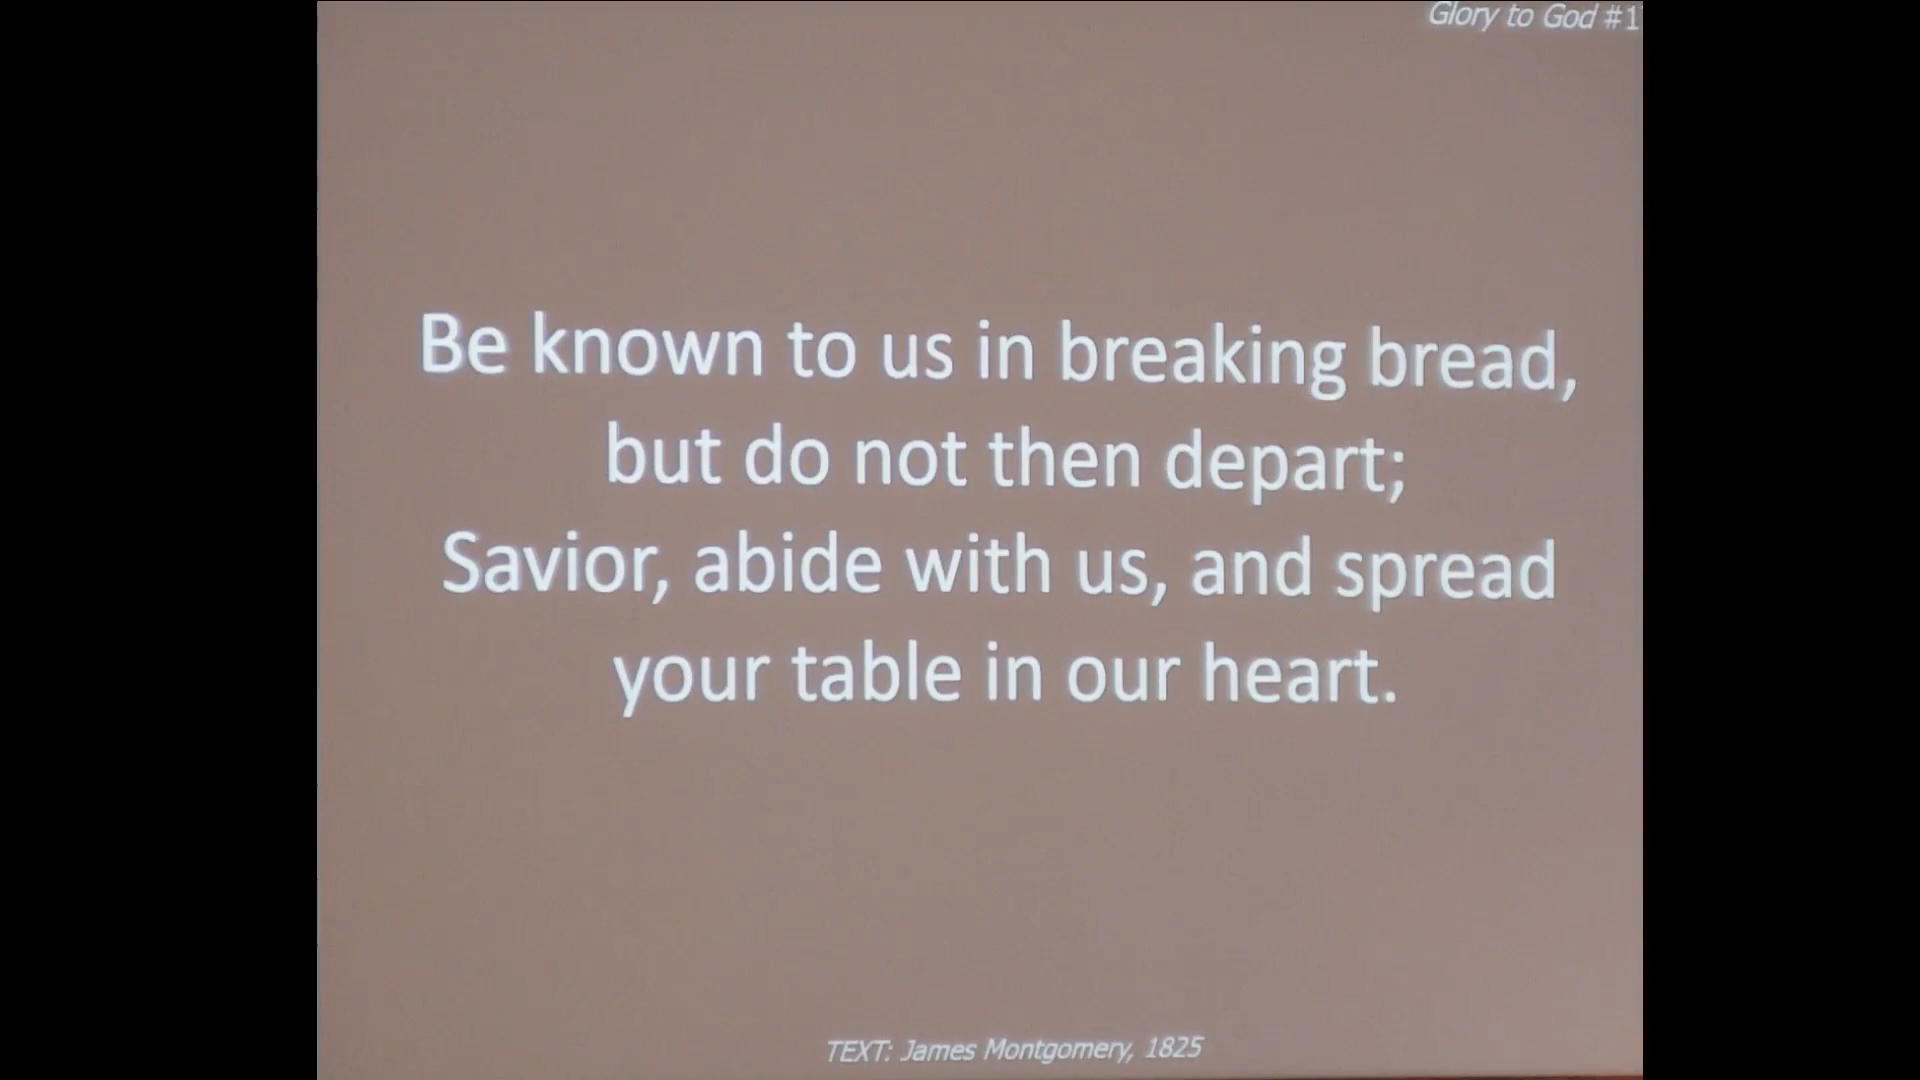 Glory to God #1
Be known to us in breaking bread,
but do not then depart;
Savior, abide with us, and spread
your table in our heart.
TEXT: James Montgomery, 1825